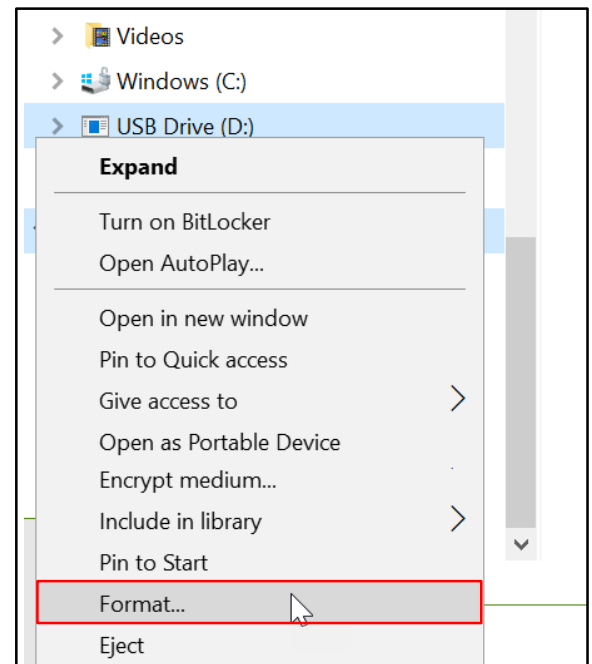 Videos
Windows (C:)
USB Drive (D:)
Expand
Turn on BitLocker
Open AutoPlay...
Open in new window
Pin to Quick access
Give access to
Open as Portable Device
Encrypt medium...
Include in library
Pin to Start
Format...
Eject